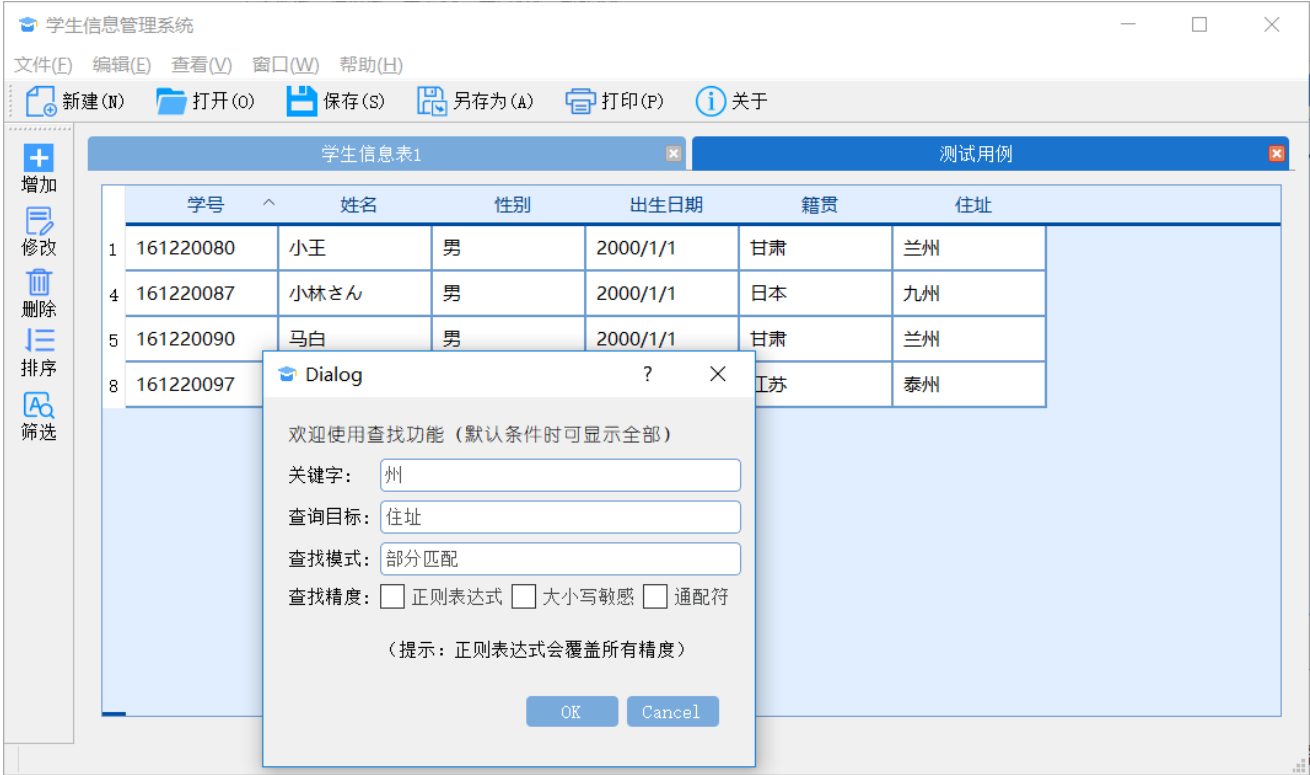 学生信息管理系统
文件(F) 编辑(E) 查看(V) 窗口(W) 帮助(H)
新建(N) 打开(O) 保存(S) 另存为(A) 打印(P) 关于
增加
修改
删除
排序
筛选
学生信息表1 测试用例
学号 姓名 性别 出生日期 籍贯 住址
1 161220080 小王 男 2000/1/1 甘肃 兰州
4 161220087 小林さん 男 2000/1/1 日本 九州
5 161220090 马白 男 2000/1/1 甘肃 兰州
8 161220097 江苏 泰州
Dialog
欢迎使用查找功能（默认条件时可显示全部）
关键字： 州
查询目标： 住址
查找模式： 部分匹配
查找精度： 正则表达式 大小写敏感 通配符
（提示：正则表达式会覆盖所有精度）
OK Cancel